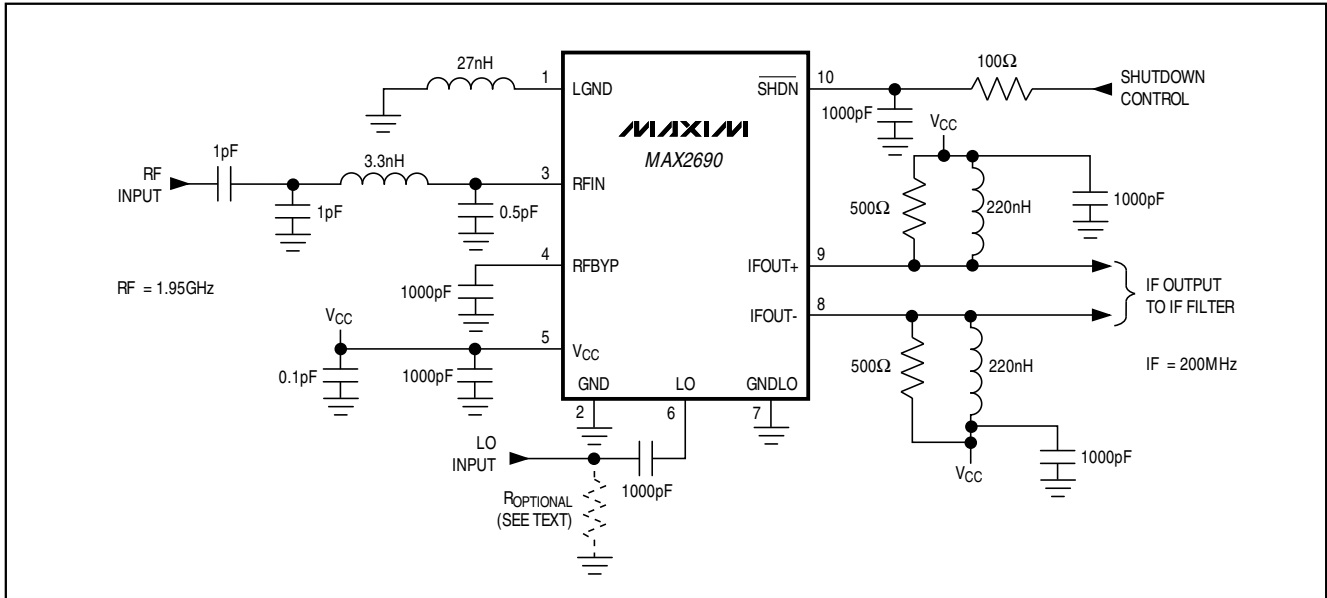 27nH
1
LGND
MAXIM
MAX2690
SHDN
10
100Ω
SHUTDOWN
CONTROL
1000pF
VCC
1pF
3.3nH
RF
INPUT
3
RFIN
1pF
0.5pF
500Ω
220nH
1000pF
4
RFBYP
IFOUT+
9
RF = 1.95GHz
1000pF
IF OUTPUT
TO IF FILTER
IFOUT-
8
VCC
5
VCC
0.1pF
1000pF
500Ω
220nH
IF = 200MHz
GND
LO
GNDLO
2
6
7
LO
INPUT
1000pF
VCC
1000pF
ROPTIONAL
(SEE TEXT)